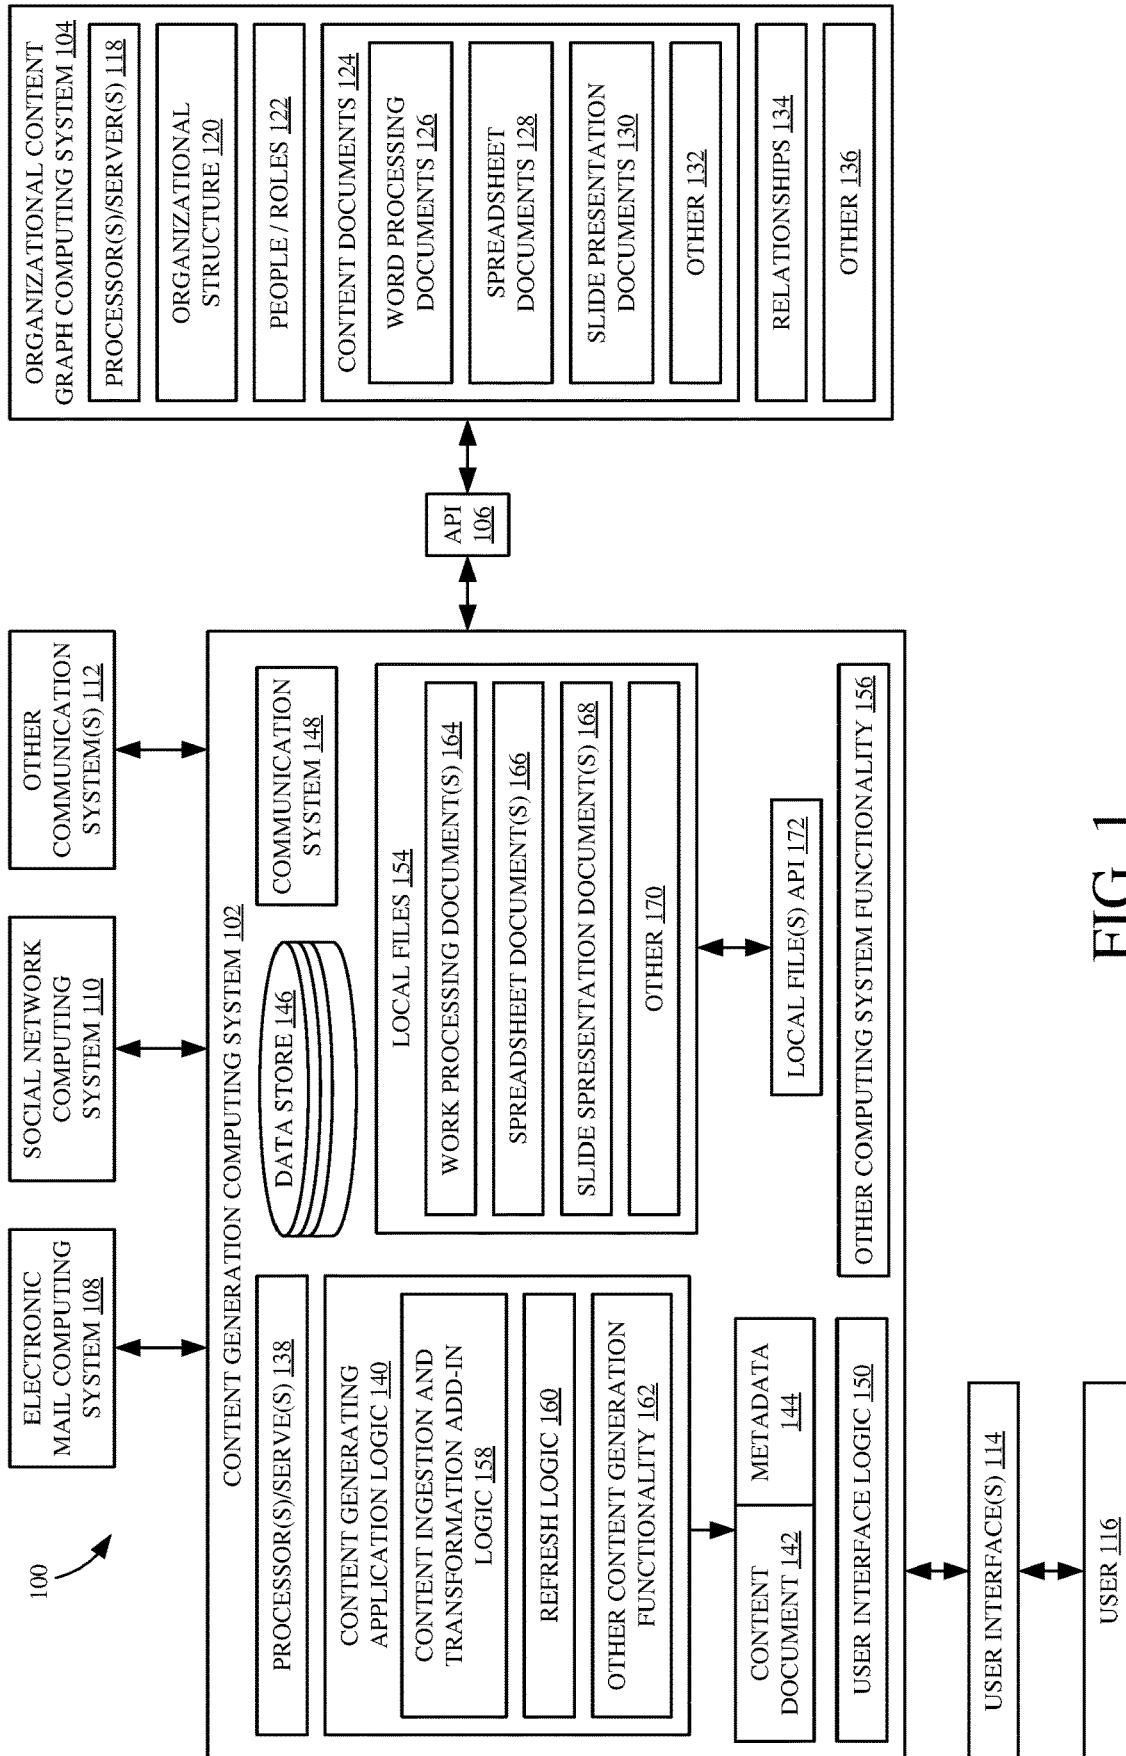 100
ELECTRONIC
MAIL COMPUTING
SYSTEM 108
SOCIAL NETWORK
COMPUTING
SYSTEM 110
OTHER
COMMUNICATION
SYSTEM(S) 112
CONTENT GENERATION COMPUTING SYSTEM 102
PROCESSOR(S)/SERVE(S) 138
CONTENT GENERATING
APPLICATION LOGIC 140
CONTENT INGESTION AND
TRANSFORMATION ADD-IN
LOGIC 158
REFRESH LOGIC 160
OTHER CONTENT GENERATION
FUNCTIONALITY 162
CONTENT
DOCUMENT 142
METADATA
144
USER INTERFACE LOGIC 150
DATA STORE 146
COMMUNICATION
SYSTEM 148
LOCAL FILES 154
WORK PROCESSING DOCUMENT(S) 164
SPREADSHEET DOCUMENT(S) 166
SLIDE SPRESENTATION DOCUMENT(S) 168
OTHER 170
LOCAL FILE(S) API 172
OTHER COMPUTING SYSTEM FUNCTIONALITY 156
USER INTERFACE(S) 114
USER 116
API
106
ORGANIZATIONAL CONTENT
GRAPH COMPUTING SYSTEM 104
PROCESSOR(S)/SERVER(S) 118
ORGANIZATIONAL
STRUCTURE 120
PEOPLE / ROLES 122
CONTENT DOCUMENTS 124
WORD PROCESSING
DOCUMENTS 126
SPREADSHEET
DOCUMENTS 128
SLIDE PRESENTATION
DOCUMENTS 130
OTHER 132
RELATIONSHIPS 134
OTHER 136
FIG. 1